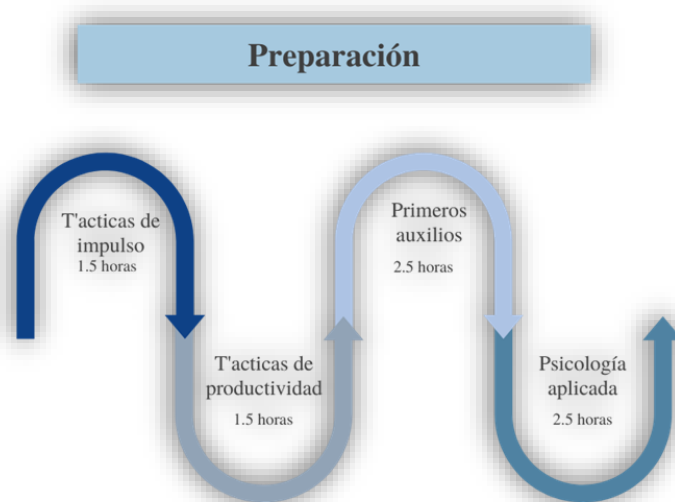 Preparación
T'acticas de
impulso
1.5 horas
T'acticas de
productividad
1.5 horas
Primeros
auxilios
2.5 horas
Psicología
aplicada
2.5 horas